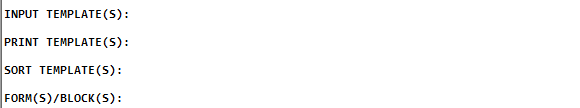 INPUT TEMPLATE(S):
PRINT TEMPLATE(S):
SORT TEMPLATE(S):
FORM(S)/BLOCK(S):